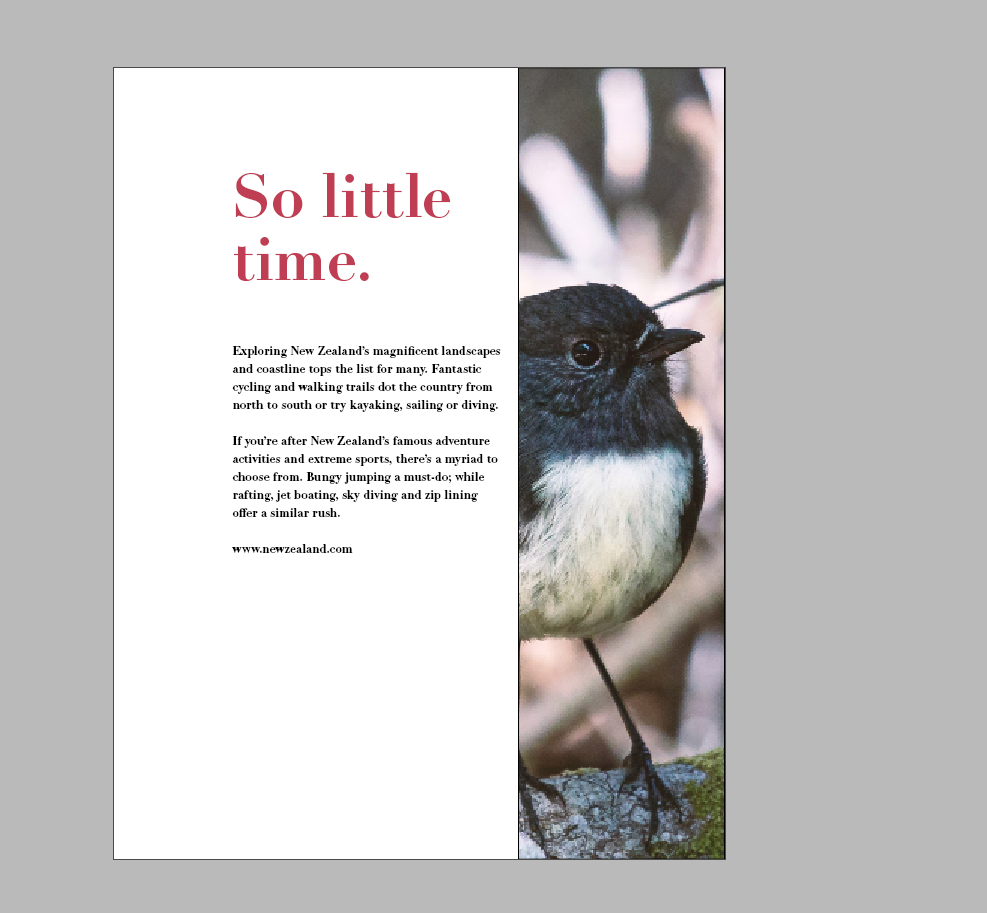 So little
time.
Exploring New Zealand’s magnificent landscapes
and coastline tops the list for many. Fantastic
cycling and walking trails dot the country from
north to south or try kayaking, sailing or diving.
If you’re after New Zealand’s famous adventure
activities and extreme sports, there’s a myriad to
choose from. Bungy jumping a must-do; while
rafting, jet boating, sky diving and zip lining
offer a similar rush.
www.newzealand.com